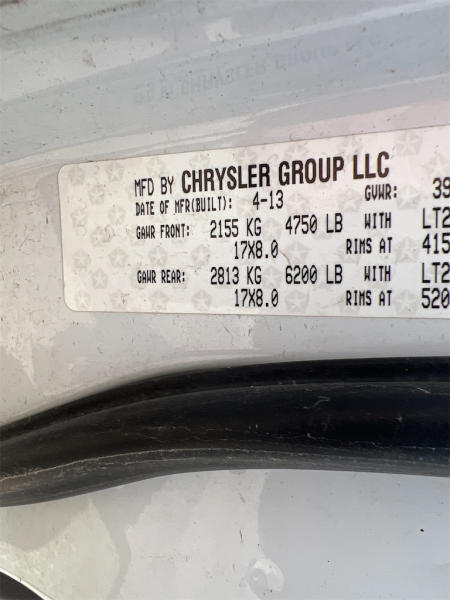 MFD BY CHRYSLER GROUP LLC
DATE OF MFR(BUILT): 4-13 GVWR: 39
GAWR FRONT: 2155 KG 4750 LB WITH LT2
17X8.0 RIMS AT 415
GAWR REAR: 2813 KG 6200 LB WITH LT2
17X8.0 RIMS AT 520